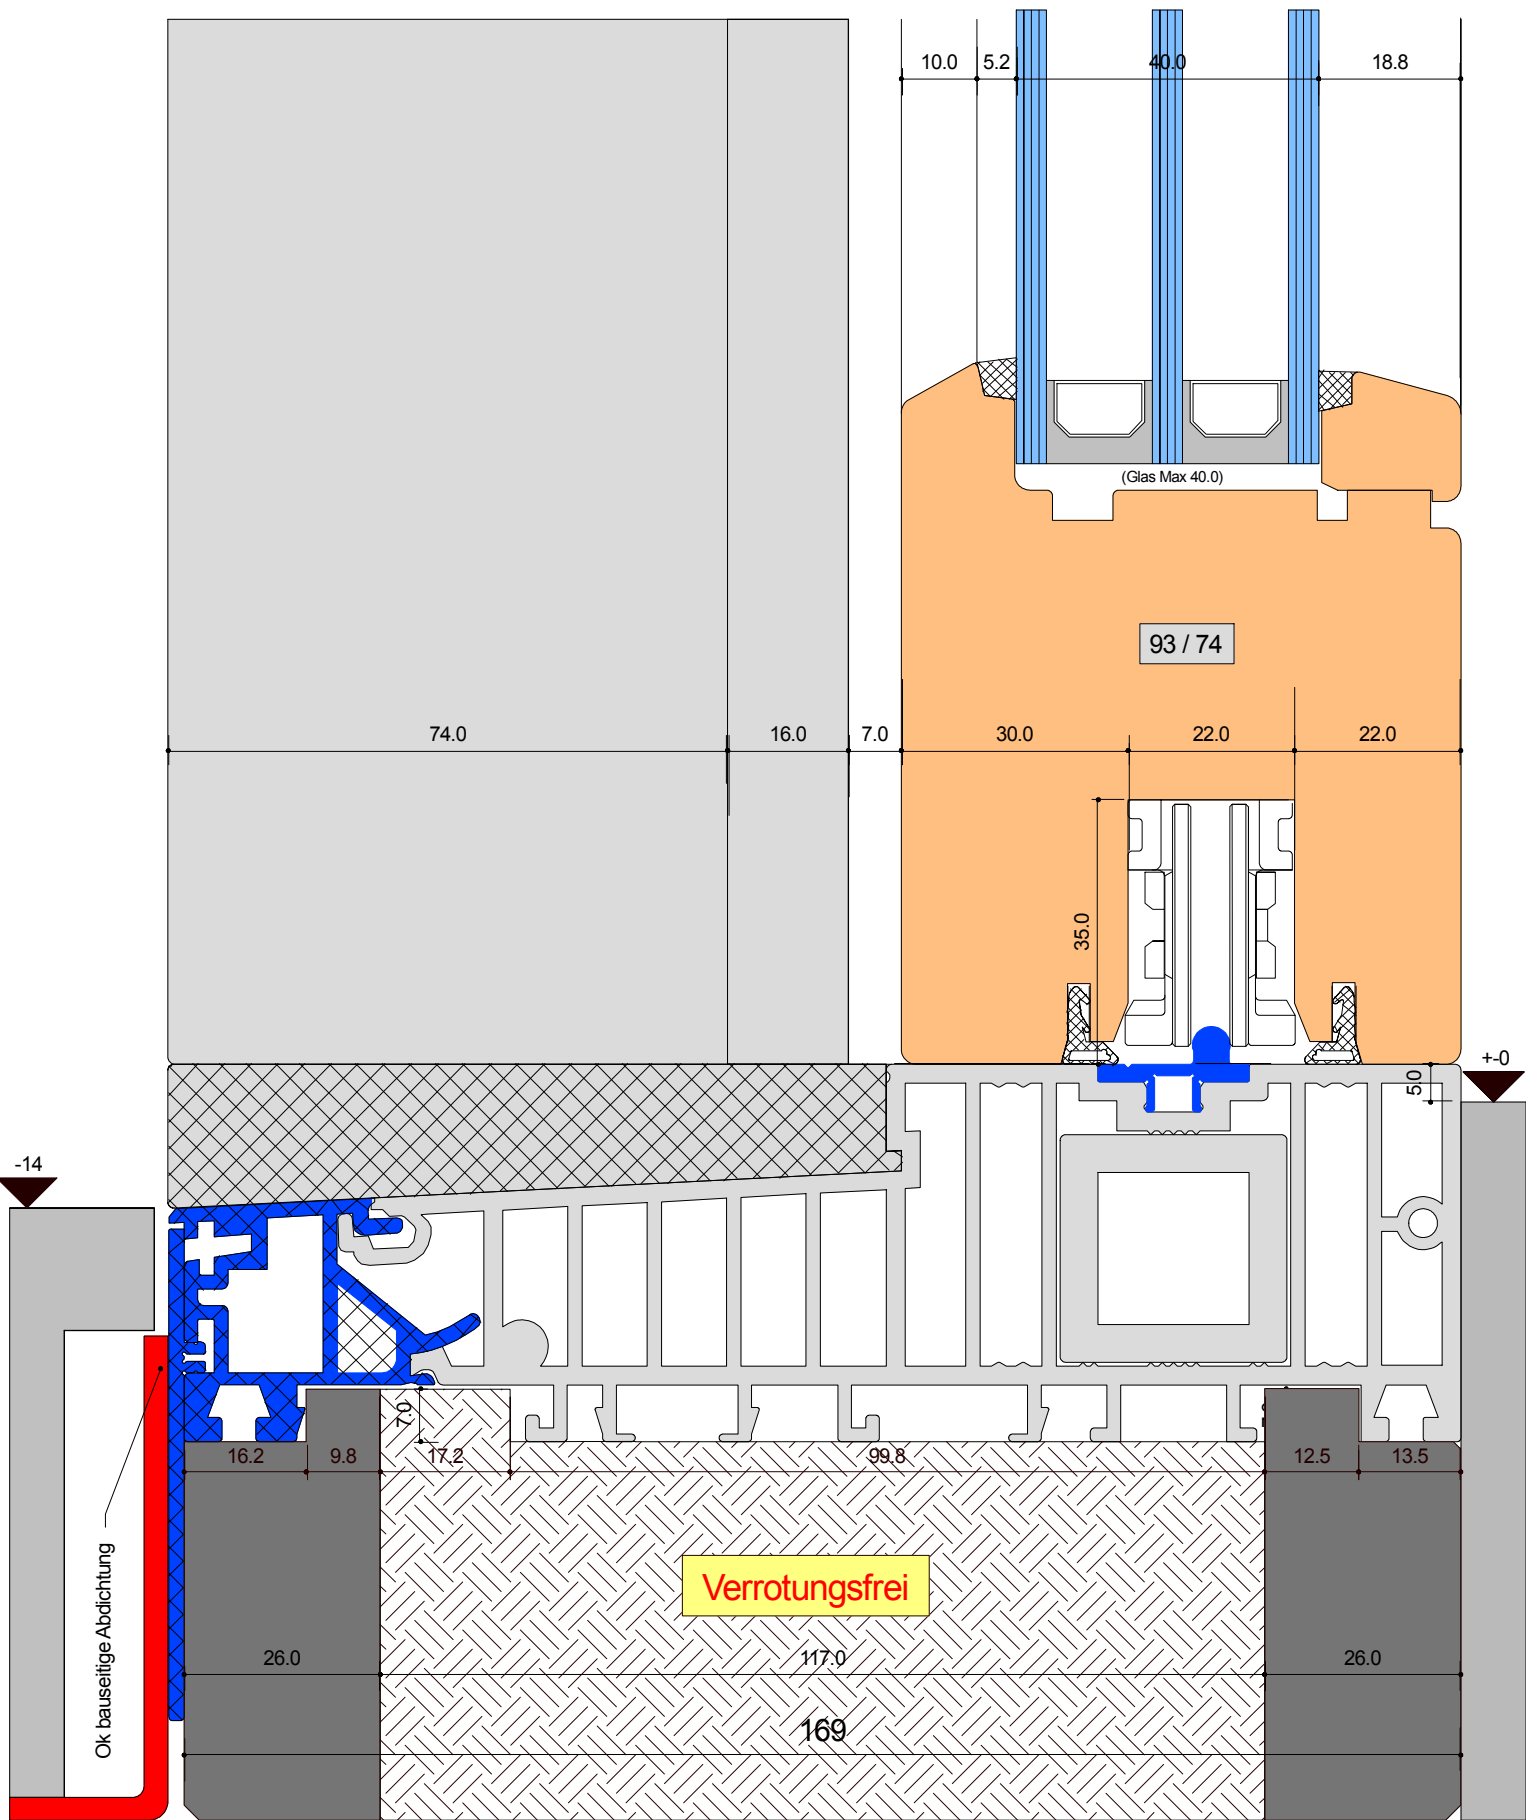 10.0 5.2 40.0 18.8
(Glas Max 40.0)
93 / 74
74.0 16.0 7.0 30.0 22.0 22.0
35.0
+-0
5.0
-14
7.0
16.2 9.8 17.2 99.8 12.5 13.5
Ok bauseitige Abdichtung
Verrotungsfrei
26.0 117.0 26.0
169